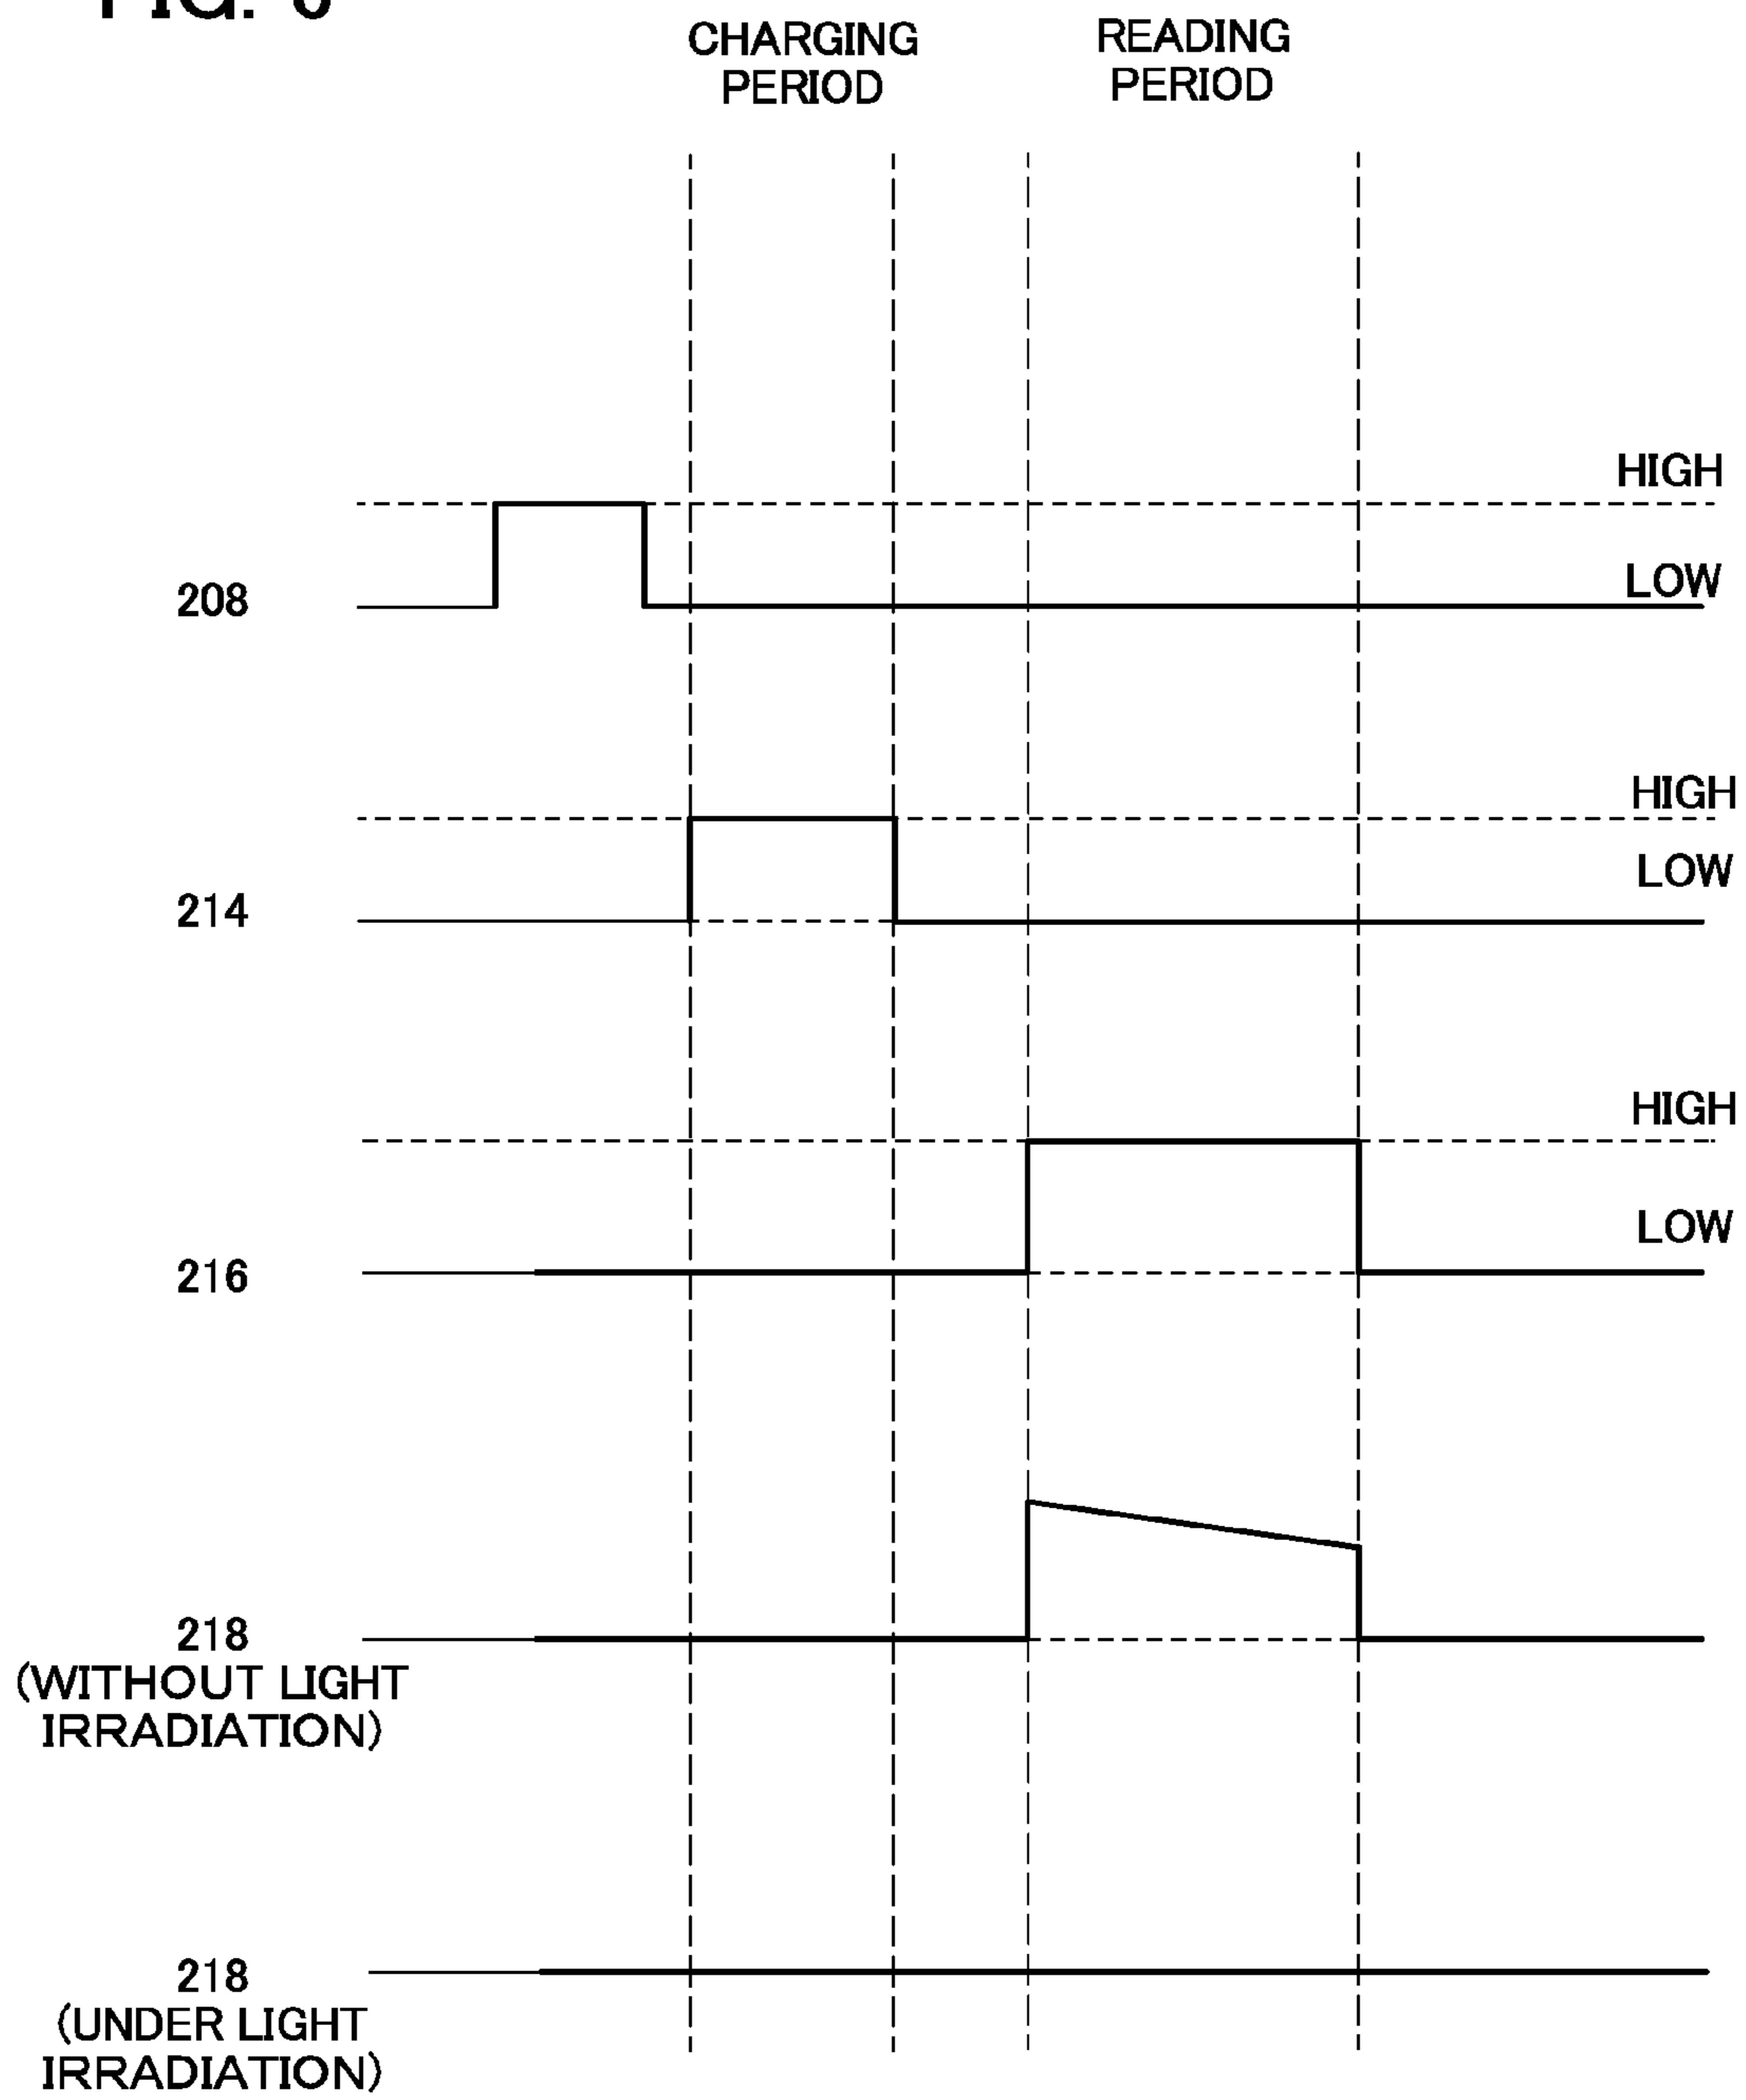 FIG.
CHARGING
PERIOD
READING
PERIOD
HIGH
LOW
208
HIGH
LOW
214
HIGH
LOW
216
218
(WITHOUT LIGHT
IRRADIATION)
218
(UNDER LIGHT
IRRADIATION)